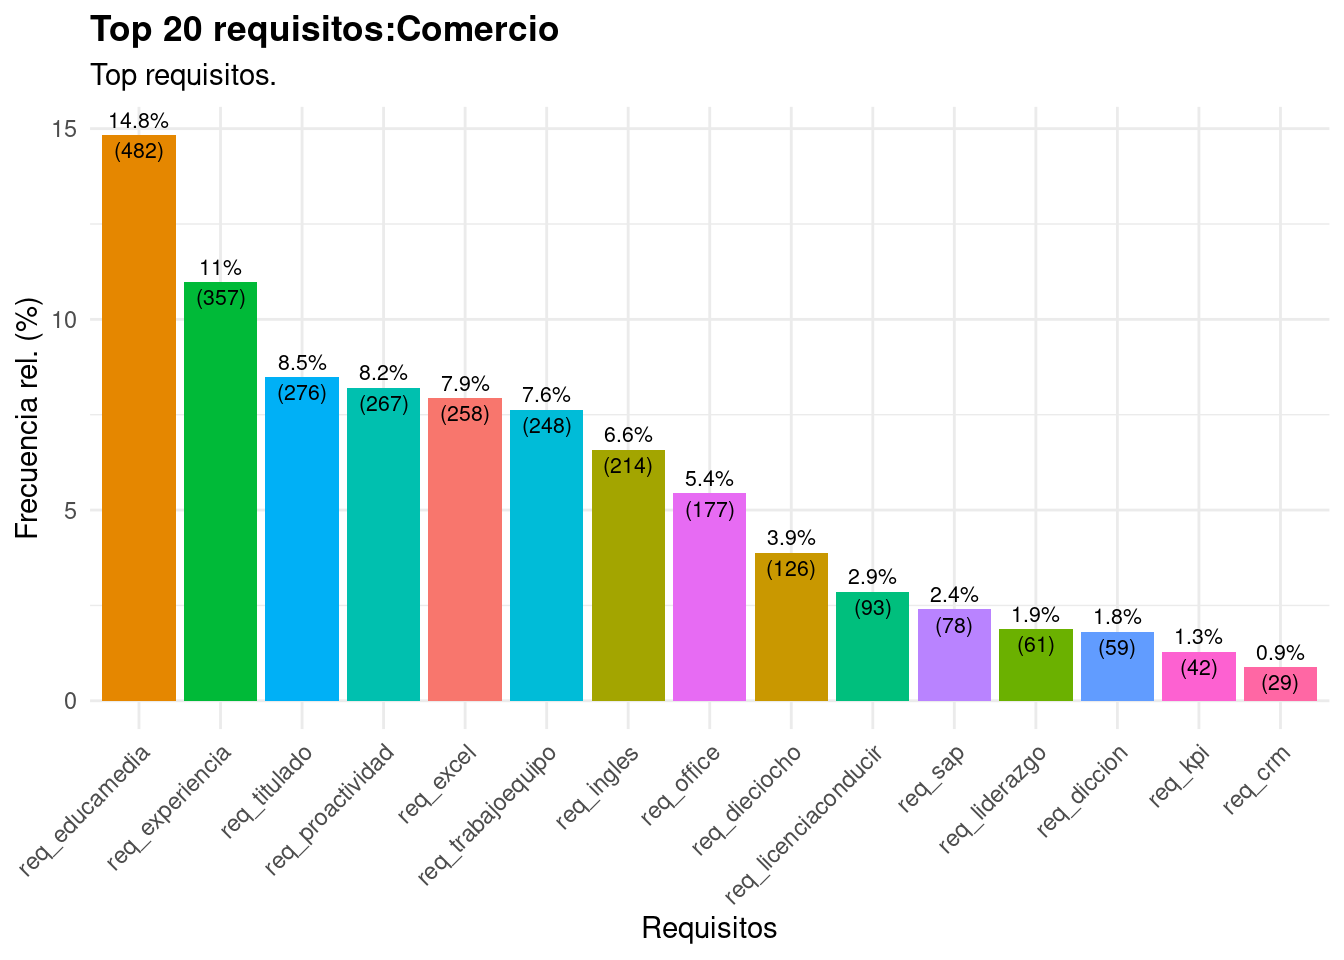 Top 20 requisitos:Comercio
Top requisitos.
Frecuencia rel. (%)
15
10
5
0
14.8%
(482)
11%
(357)
8.5%
(276)
8.2%
(267)
7.9%
(258)
7.6%
(248)
6.6%
(214)
5.4%
(177)
3.9%
(126)
2.9%
(93)
2.4%
(78)
1.9%
(61)
1.8%
(59)
1.3%
(42)
0.9%
(29)
req_educamedia
req_experiencia
req_titulado
req_proactividad
req_excel
req_trabajoequipo
req_ingles
req_office
req_dieciocho
req_licenciaconducir
req_sap
req_liderazgo
req_diccion
req_kpi
req_crm
Requisitos